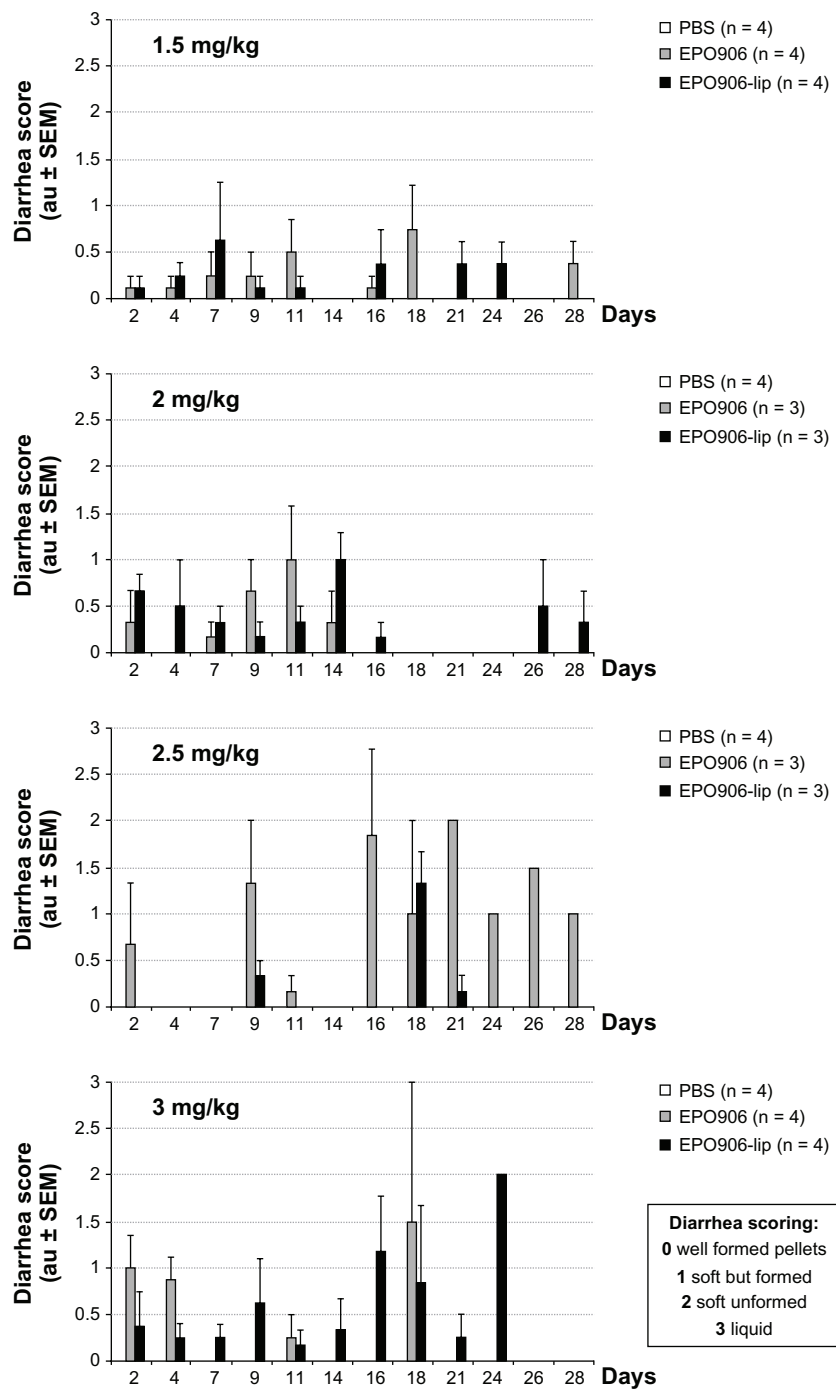 3
1.5 mg/kg
2.5
2
1.5
1
0.5
0
Diarrhea score
(au ± SEM)
2 4 7 9 11 14 16 18 21 24 26 28 Days
PBS (n = 4)
EPO906 (n = 4)
EPO906-lip (n = 4)
3
2 mg/kg
2.5
2
1.5
1
0.5
0
Diarrhea score
(au ± SEM)
2 4 7 9 11 14 16 18 21 24 26 28 Days
PBS (n = 4)
EPO906 (n = 3)
EPO906-lip (n = 3)
3
2.5 mg/kg
2.5
2
1.5
1
0.5
0
Diarrhea score
(au ± SEM)
2 4 7 9 11 14 16 18 21 24 26 28 Days
PBS (n = 4)
EPO906 (n = 3)
EPO906-lip (n = 3)
3
3 mg/kg
2.5
2
1.5
1
0.5
0
Diarrhea score
(au ± SEM)
2 4 7 9 11 14 16 18 21 24 26 28 Days
PBS (n = 4)
EPO906 (n = 4)
EPO906-lip (n = 4)
Diarrhea scoring:
0 well formed pellets
1 soft but formed
2 soft unformed
3 liquid